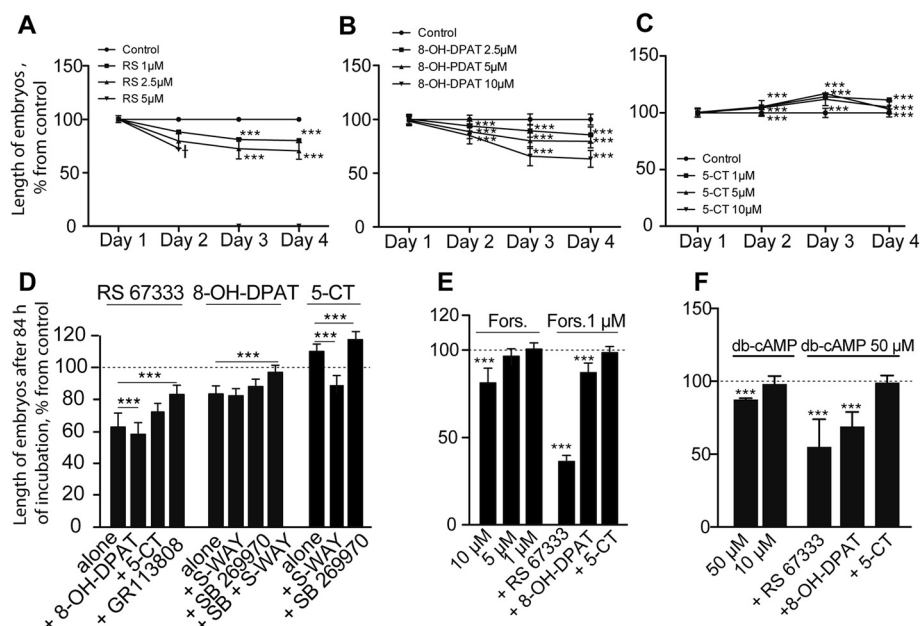 A
Control
RS 1µM
RS 2.5µM
RS 5µM
Length of embryos ,
% from control
150
100
50
0
***
***
***
***
†
Day 1
Day 2
Day 3
Day 4
B
Control
8-OH-DPAT 2.5µM
8-OH-PDAT 5µM
8-OH-DPAT 10µM
150
100
50
0
***
***
***
***
***
***
***
***
***
Day 1
Day 2
Day 3
Day 4
C
150
100
50
0
***
***
***
***
***
***
***
***
***
Control
5-CT 1µM
5-CT 5µM
5-CT 10µM
Day 1
Day 2
Day 3
Day 4
D
RS 67333
8-OH-DPAT
5-CT
Length of embryos after 84 h
of incubation, % from control
120
100
80
60
40
20
0
***
***
***
***
***
alone
+ 8-OH-DPAT
+ 5-CT
+ GR113808
alone
+ S-WAY
+ SB 269970
+ SB + S-WAY
alone
+ S-WAY
+ SB 269970
E
Fors.
Fors.1 µM
120
100
50
0
***
***
***
10 µM
5 µM
1 µM
+ RS 67333
+8-OH-DPAT
+ 5-CT
F
db-cAMP
db-cAMP 50 µM
150
100
50
0
***
***
***
50 µM
10 µM
+ RS 67333
+8-OH-DPAT
+ 5-CT